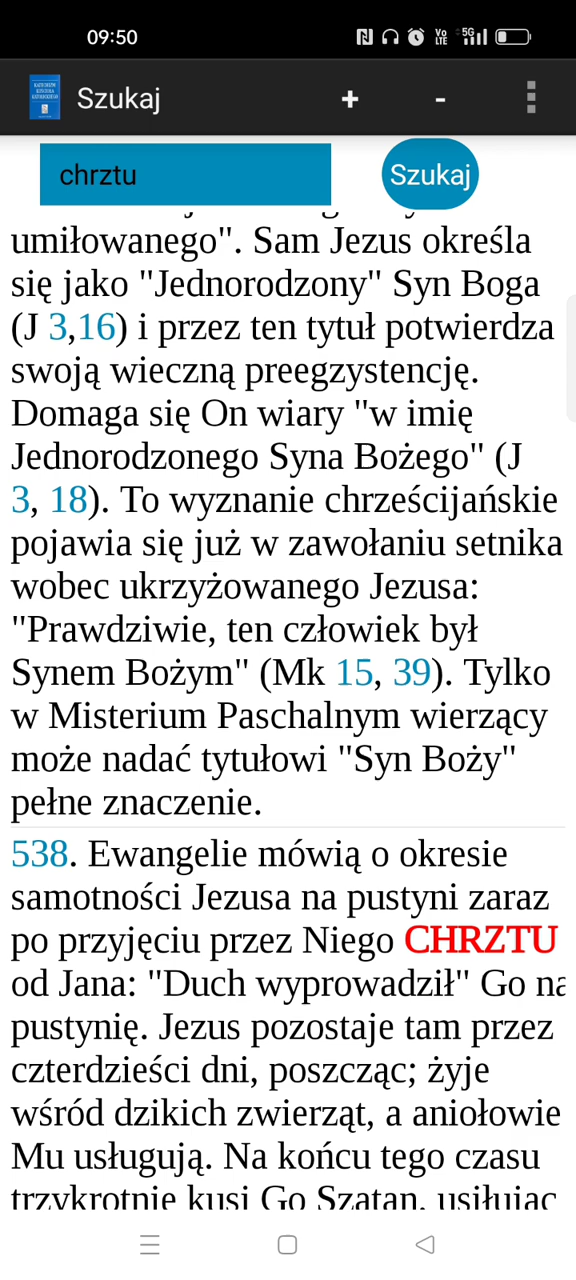 09:50
Vo LTE 5G
Szukaj + -
chrztu Szukaj
umiłowanego". Sam Jezus określa
się jako "Jednorodzony" Syn Boga
(J 3,16) i przez ten tytuł potwierdza
swoją wieczną preegzystencję.
Domaga się On wiary "w imię
Jednorodzonego Syna Bożego" (J
3, 18). To wyznanie chrześcijańskie
pojawia się już w zawołaniu setnika
wobec ukrzyżowanego Jezusa:
"Prawdziwie, ten człowiek był
Synem Bożym" (Mk 15, 39). Tylko
w Misterium Paschalnym wierzący
może nadać tytułowi "Syn Boży"
pełne znaczenie.
538. Ewangelie mówią o okresie
samotności Jezusa na pustyni zaraz
po przyjęciu przez Niego CHRZTU
od Jana: "Duch wyprowadził" Go na
pustynię. Jezus pozostaje tam przez
czterdzieści dni, poszcząc; żyje
wśród dzikich zwierząt, a aniołowie
Mu usługują. Na końcu tego czasu
trzykrotnie kusi Go Szatan, usiłując